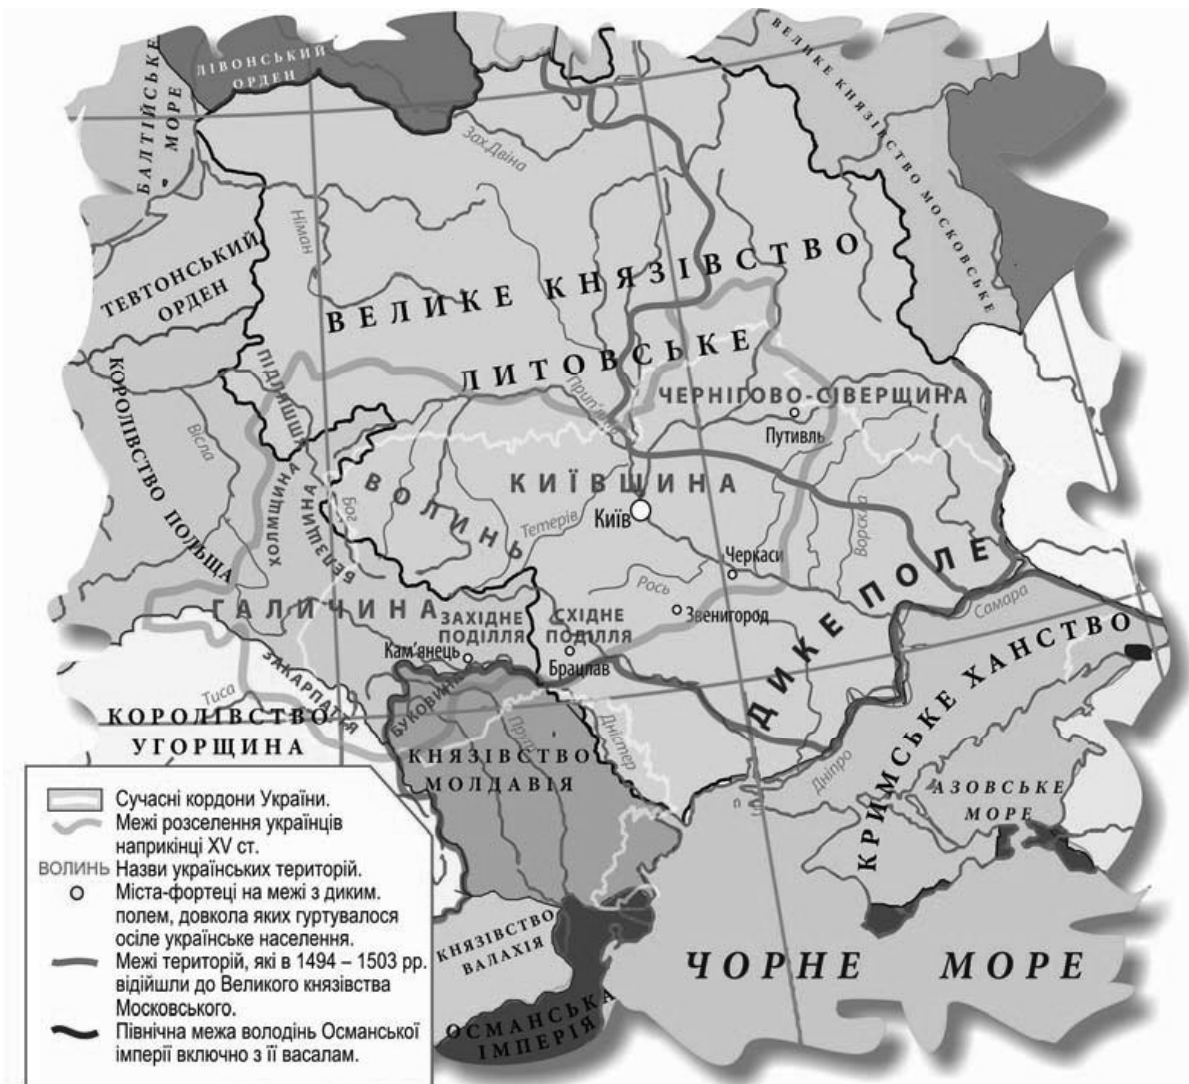 ЛІВОНСЬКИЙ
ОРДЕН
БАЛТІЙСЬКЕ
МОРЕ
ВЕЛИКЕ КНЯЗІВСТВО МОСКОВСЬКЕ
Зах.Двіна
Німан
ТЕВТОНСЬКИЙ
ОРДЕН
ВЕЛИКЕ КНЯЗІВСТВО
ЛИТОВСЬКЕ
ПІДЛЯШШЯ
КОРОЛІВСТВО ПОЛЬЩА
Вісла
Прип'ять
ЧЕРНІГОВО-СІВЕРЩИНА
Путивль
ХОЛМЩИНА
БЕЛЗЩИНА
Бог
ВОЛИНЬ
КИЇВЩИНА
Київ
Тетерів
Ворскла
Черкаси
Рось
Звенигород
ДИКЕ ПОЛЕ
Самара
ГАЛИЧИНА
ЗАХІДНЕ
ПОДІЛЛЯ
СХІДНЕ
ПОДІЛЛЯ
Кам'янець
Брацлав
ЗАКАРПАТТЯ
БУКОВИНА
Тиса
КОРОЛІВСТВО
УГОРЩИНА
КНЯЗІВСТВО
МОЛДАВІЯ
Прут
Дністер
Дніпро
КРИМСЬКЕ ХАНСТВО
АЗОВСЬКЕ
МОРЕ
КНЯЗІВСТВО
ВАЛАХІЯ
ОСМАНСЬКА
ІМПЕРІЯ
ЧОРНЕ МОРЕ
Сучасні кордони України.
Межі розселення українців
наприкінці XV ст.
ВОЛИНЬ Назви українських територій.
Міста-фортеці на межі з диким.
полем, довкола яких гуртувалося
осіле українське населення.
Межі територій, які в 1494 – 1503 рр.
відійшли до Великого князівства
Московського.
Північна межа володінь Османської
імперії включно з її васалам.